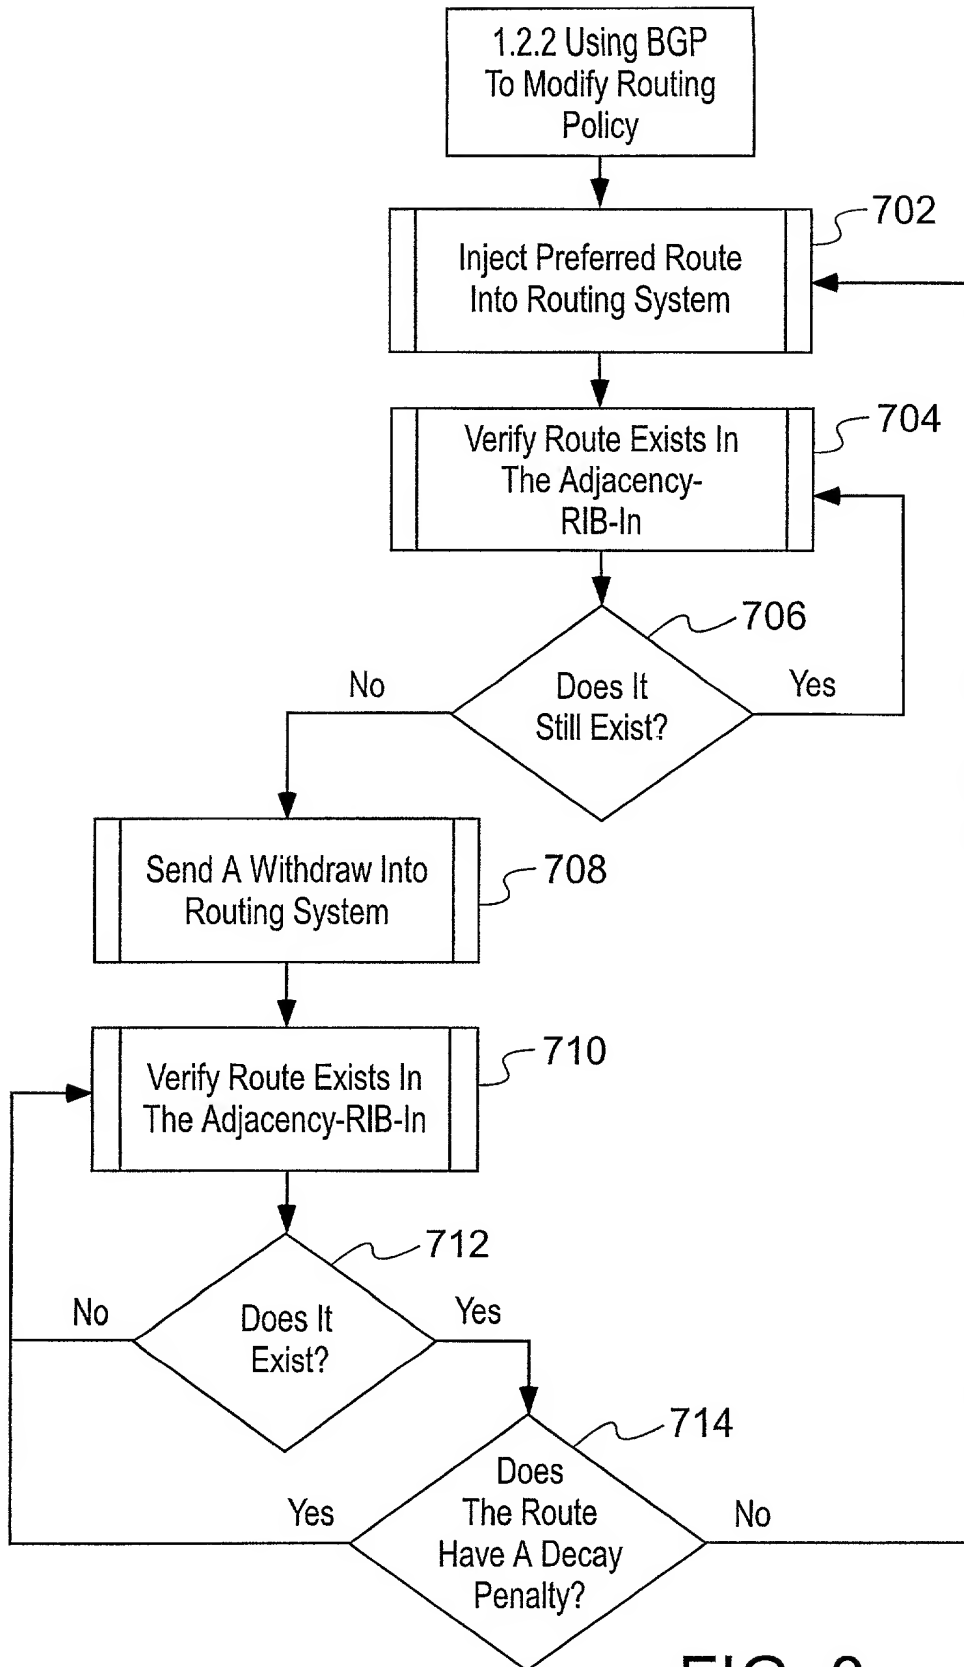 1.2.2 Using BGP
To Modify Routing
Policy
702
Inject Preferred Route
Into Routing System
704
Verify Route Exists In
The Adjacency-
RIB-In
706
No
Does It
Still Exist?
Yes
Send A Withdraw Into
Routing System
708
710
Verify Route Exists In
The Adjacency-RIB-In
712
No
Does It
Exist?
Yes
714
Does
The Route
Have A Decay
Penalty?
Yes
No